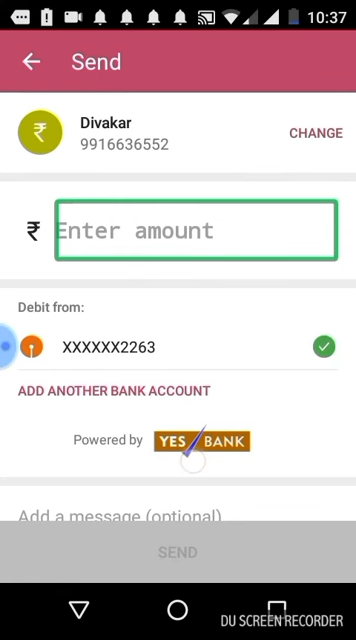 10:37
Send
Divakar
9916636552
CHANGE
₹ Enter amount
Debit from:
XXXXXX2263
ADD ANOTHER BANK ACCOUNT
Powered by YES BANK
Add a message (optional)
SEND
DU SCREEN RECORDER